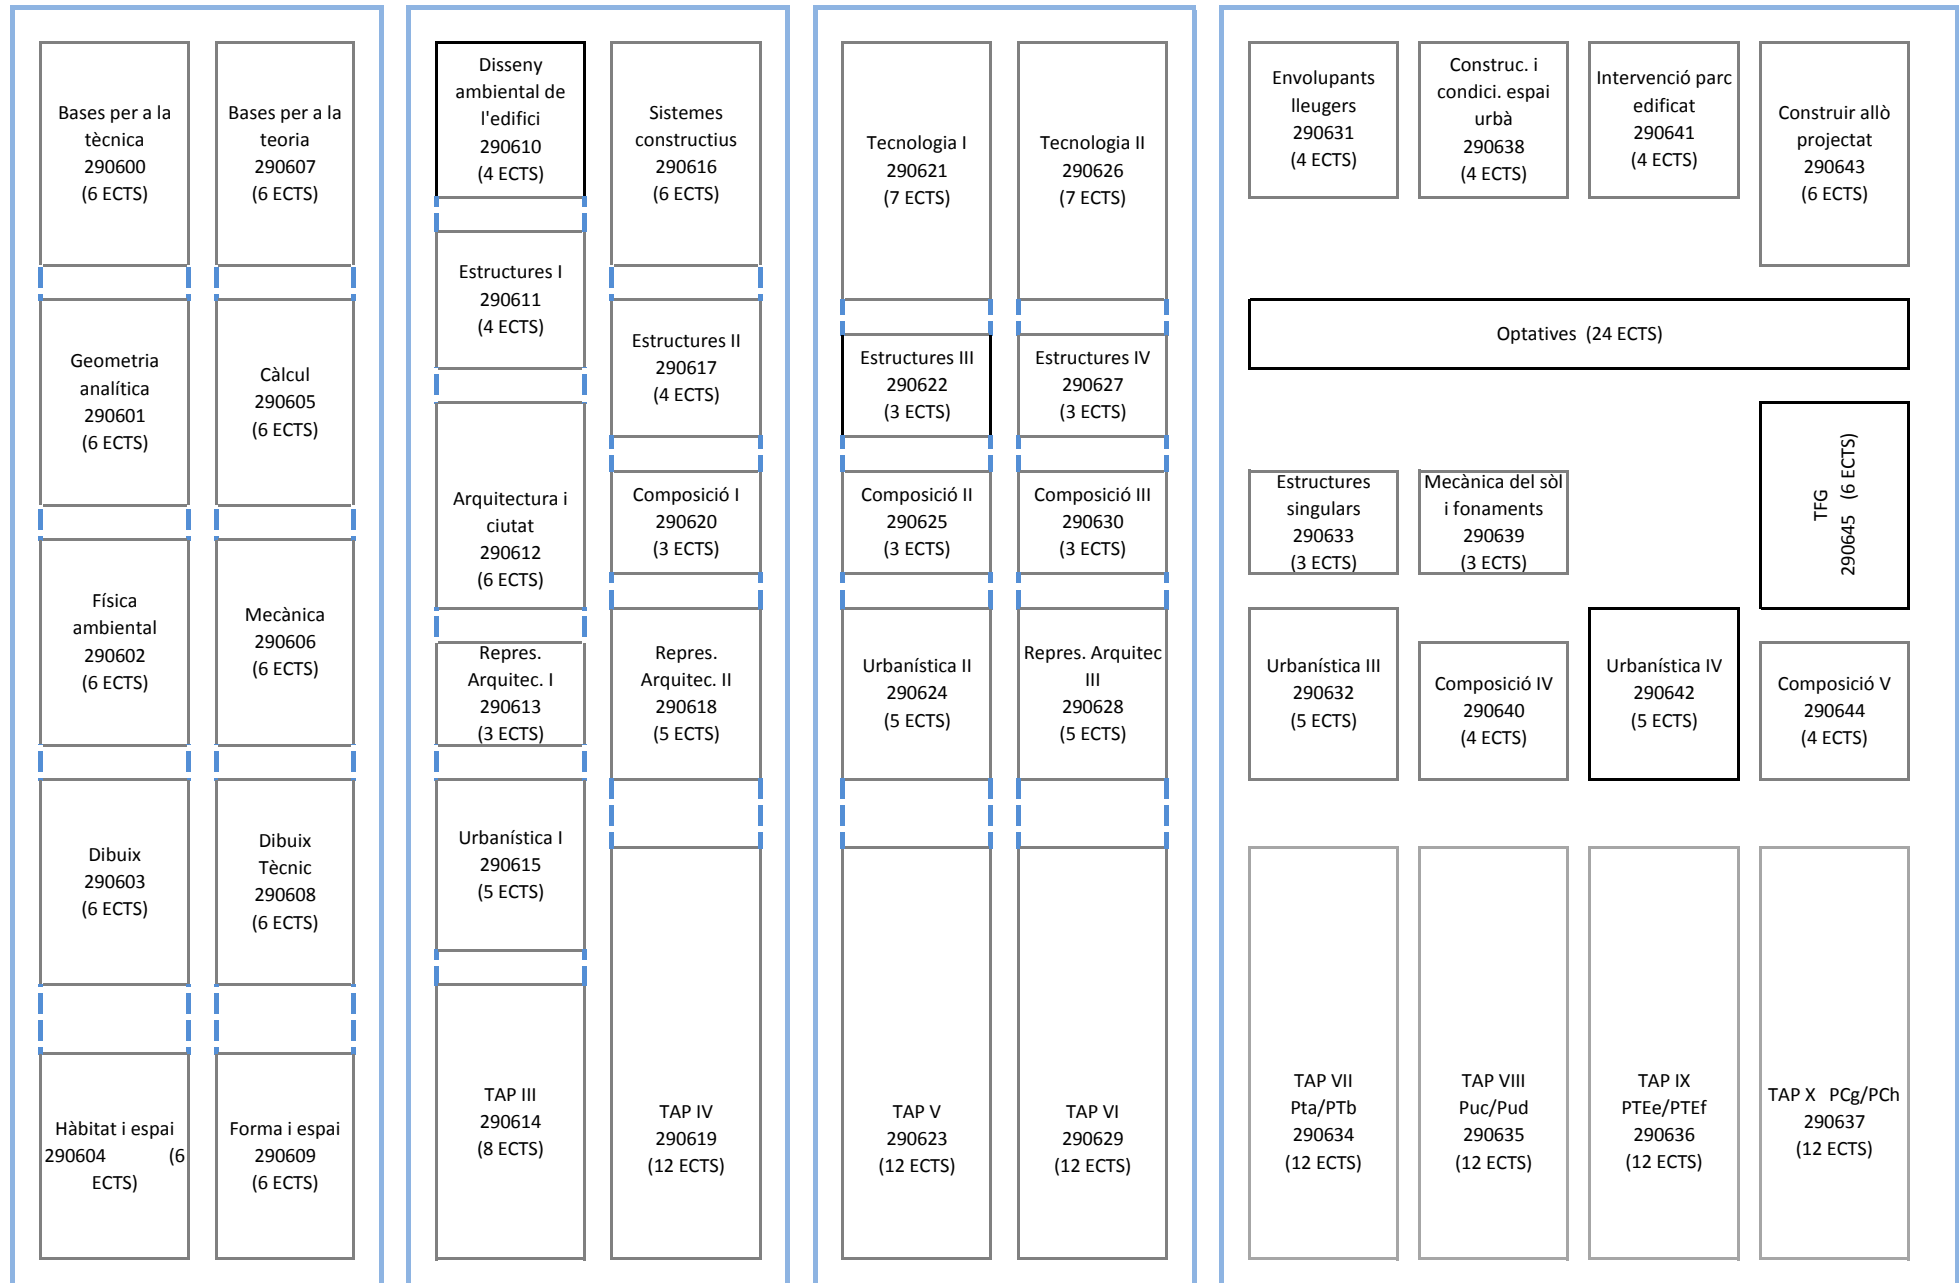 Bases per a la
tècnica
290600
(6 ECTS)
Geometria
analítica
290601
(6 ECTS)
Física
ambiental
290602
(6 ECTS)
Dibuix
290603
(6 ECTS)
Hàbitat i espai
290604 (6
ECTS)
Bases per a la
teoria
290607
(6 ECTS)
Càlcul
290605
(6 ECTS)
Mecànica
290606
(6 ECTS)
Dibuix
Tècnic
290608
(6 ECTS)
Forma i espai
290609
(6 ECTS)
Disseny
ambiental de
l'edifici
290610
(4 ECTS)
Estructures I
290611
(4 ECTS)
Arquitectura i
ciutat
290612
(6 ECTS)
Repres.
Arquitec. I
290613
(3 ECTS)
Urbanística I
290615
(5 ECTS)
TAP III
290614
(8 ECTS)
Sistemes
constructius
290616
(6 ECTS)
Estructures II
290617
(4 ECTS)
Composició I
290620
(3 ECTS)
Repres.
Arquitec. II
290618
(5 ECTS)
TAP IV
290619
(12 ECTS)
Tecnologia I
290621
(7 ECTS)
Estructures III
290622
(3 ECTS)
Composició II
290625
(3 ECTS)
Urbanística II
290624
(5 ECTS)
TAP V
290623
(12 ECTS)
Tecnologia II
290626
(7 ECTS)
Estructures IV
290627
(3 ECTS)
Composició III
290630
(3 ECTS)
Repres. Arquitec
III
290628
(5 ECTS)
TAP VI
290629
(12 ECTS)
Envolupants
lleugers
290631
(4 ECTS)
Construc. i
condici. espai
urbà
290638
(4 ECTS)
Intervenció parc
edificat
290641
(4 ECTS)
Construir allò
projectat
290643
(6 ECTS)
Optatives (24 ECTS)
Estructures
singulars
290633
(3 ECTS)
Mecànica del sòl
i fonaments
290639
(3 ECTS)
TFG
290645 (6 ECTS)
Urbanística III
290632
(5 ECTS)
Composició IV
290640
(4 ECTS)
Urbanística IV
290642
(5 ECTS)
Composició V
290644
(4 ECTS)
TAP VII
Pta/PTb
290634
(12 ECTS)
TAP VIII
Puc/Pud
290635
(12 ECTS)
TAP IX
PTEe/PTEf
290636
(12 ECTS)
TAP X PCg/PCh
290637
(12 ECTS)